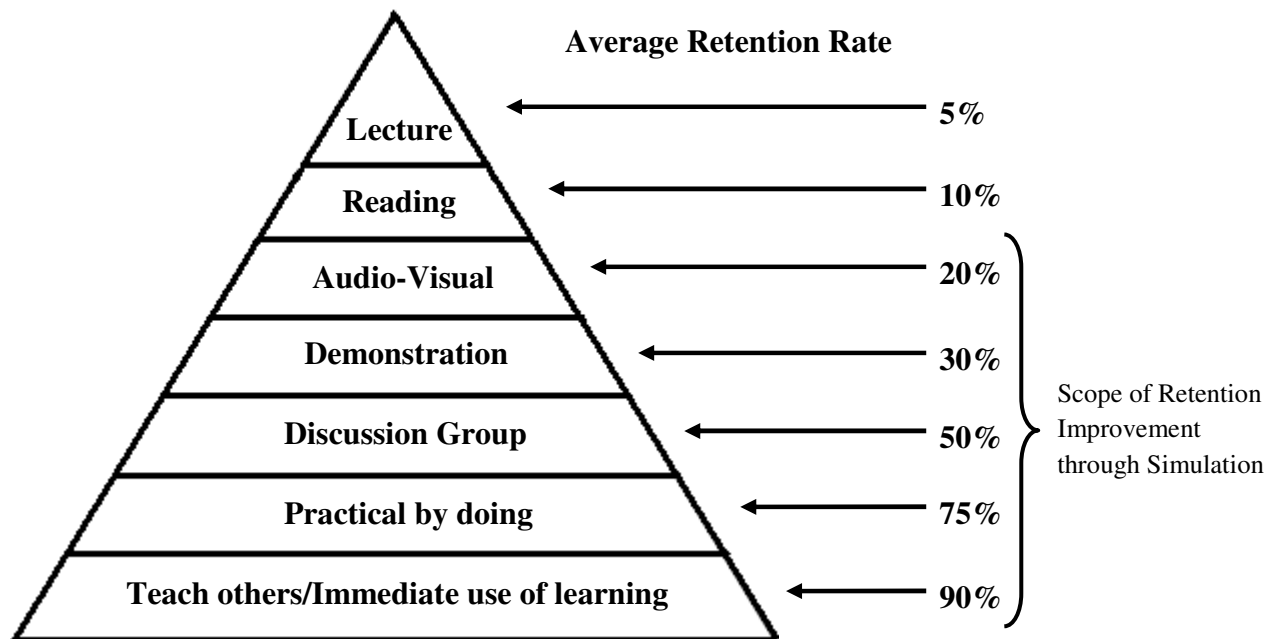 Average Retention Rate
Lecture
5%
Reading
10%
Audio-Visual
20%
Demonstration
30%
Discussion Group
50%
Practical by doing
75%
Teach others/Immediate use of learning
90%
Scope of Retention
Improvement
through Simulation